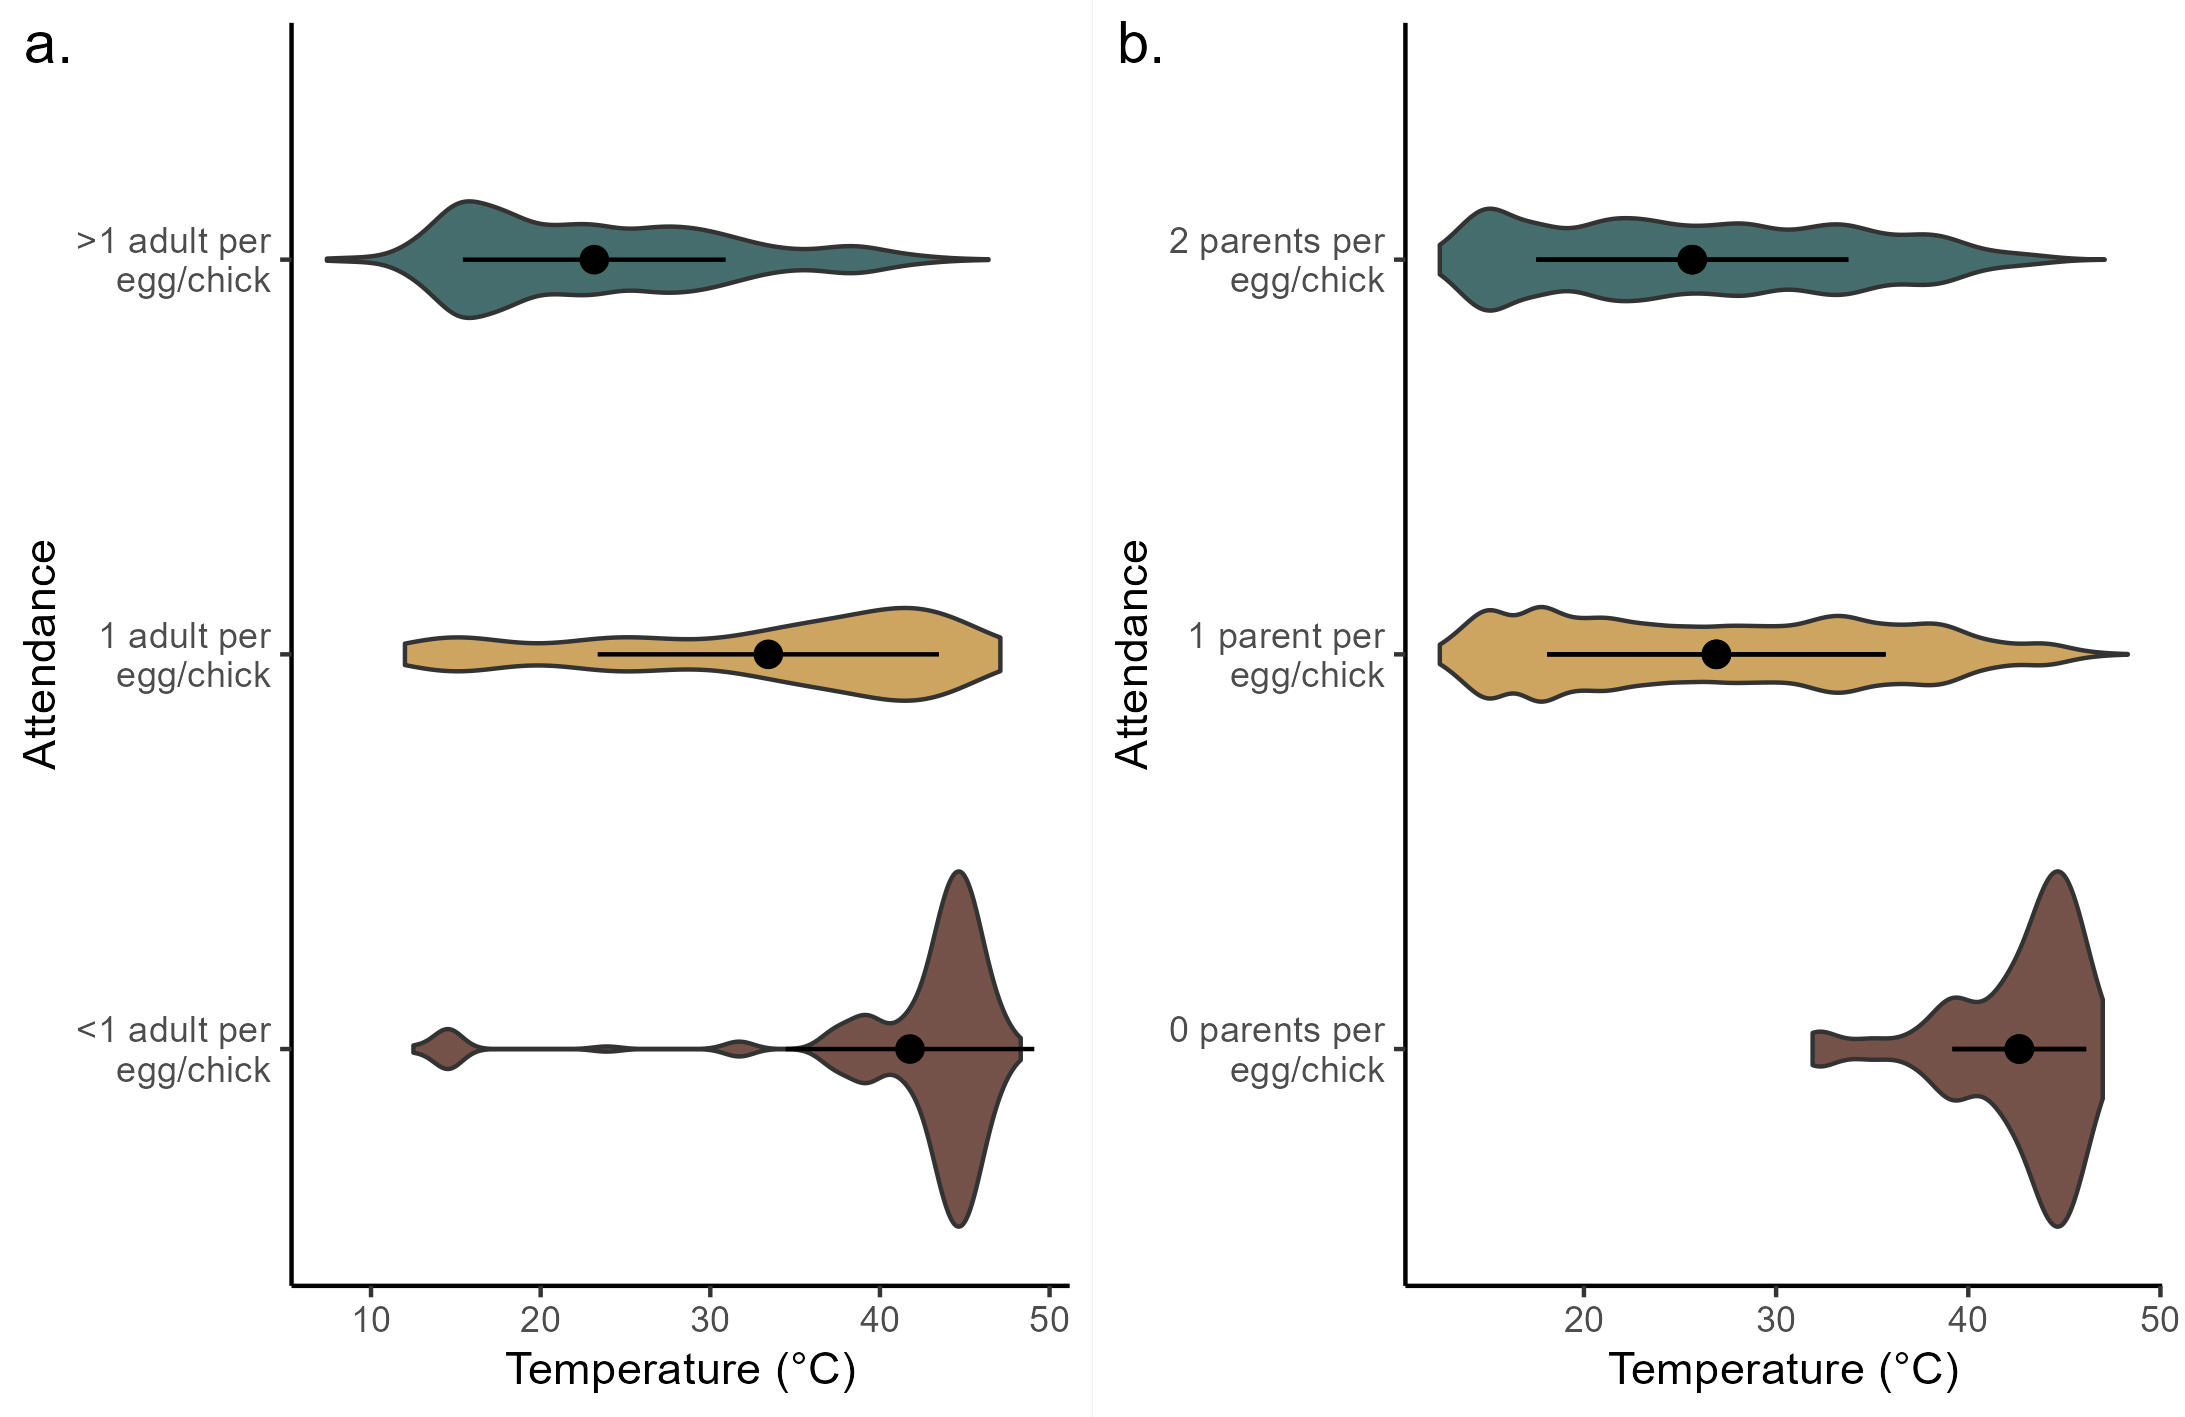 a.
Attendance
>1 adult per
egg/chick
1 adult per
egg/chick
<1 adult per
egg/chick
10 20 30 40 50
Temperature (°C)
b.
Attendance
2 parents per
egg/chick
1 parent per
egg/chick
0 parents per
egg/chick
20 30 40 50
Temperature (°C)